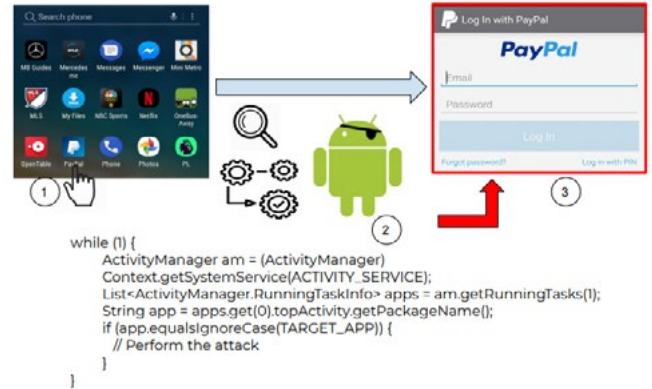 Search phone
MB Guides
Mercedes me
Messages
Messenger
Mini Metro
MLS
My Files
NBC Sports
Netflix
OneBusAway
OpenTable
PayPal
Phone
Photos
PL
1
2
Log In with PayPal
PayPal
Email
Password
Log In
Forgot password?
Log in with PIN
3
while (1) {
ActivityManager am = (ActivityManager)
Context.getSystemService(ACTIVITY_SERVICE);
List<ActivityManager.RunningTaskInfo> apps = am.getRunningTasks(1);
String app = apps.get(0).topActivity.getPackageName();
if (app.equalsIgnoreCase(TARGET_APP)) {
// Perform the attack
}
}